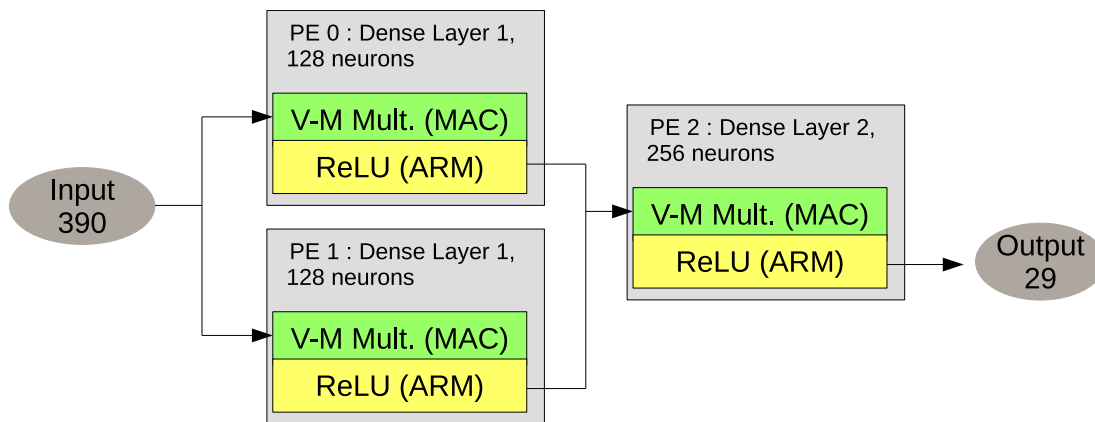 Input
390
PE 0 : Dense Layer 1,
128 neurons
V-M Mult. (MAC)
ReLU (ARM)
PE 1 : Dense Layer 1,
128 neurons
V-M Mult. (MAC)
ReLU (ARM)
PE 2 : Dense Layer 2,
256 neurons
V-M Mult. (MAC)
ReLU (ARM)
Output
29